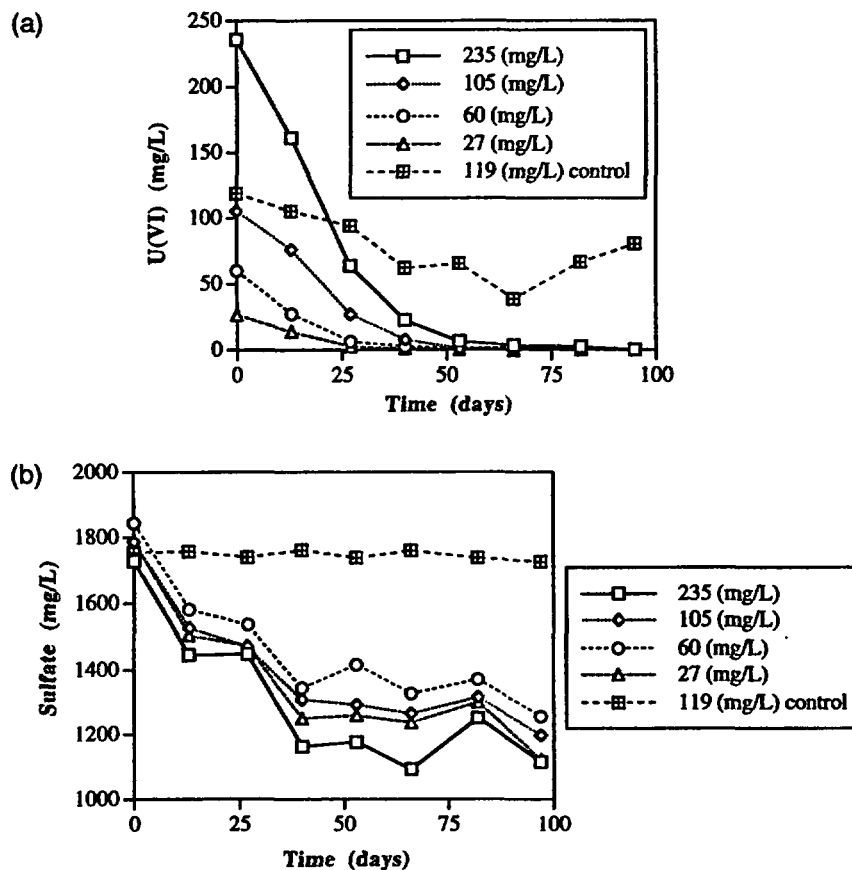 (a)
250
200
150
100
50
0
U(VI) (mg/L)
235 (mg/L)
105 (mg/L)
60 (mg/L)
27 (mg/L)
119 (mg/L) control
0 25 50 75 100
Time (days)
(b)
2000
1800
1600
1400
1200
1000
Sulfate (mg/L)
235 (mg/L)
105 (mg/L)
60 (mg/L)
27 (mg/L)
119 (mg/L) control
0 25 50 75 100
Time (days)